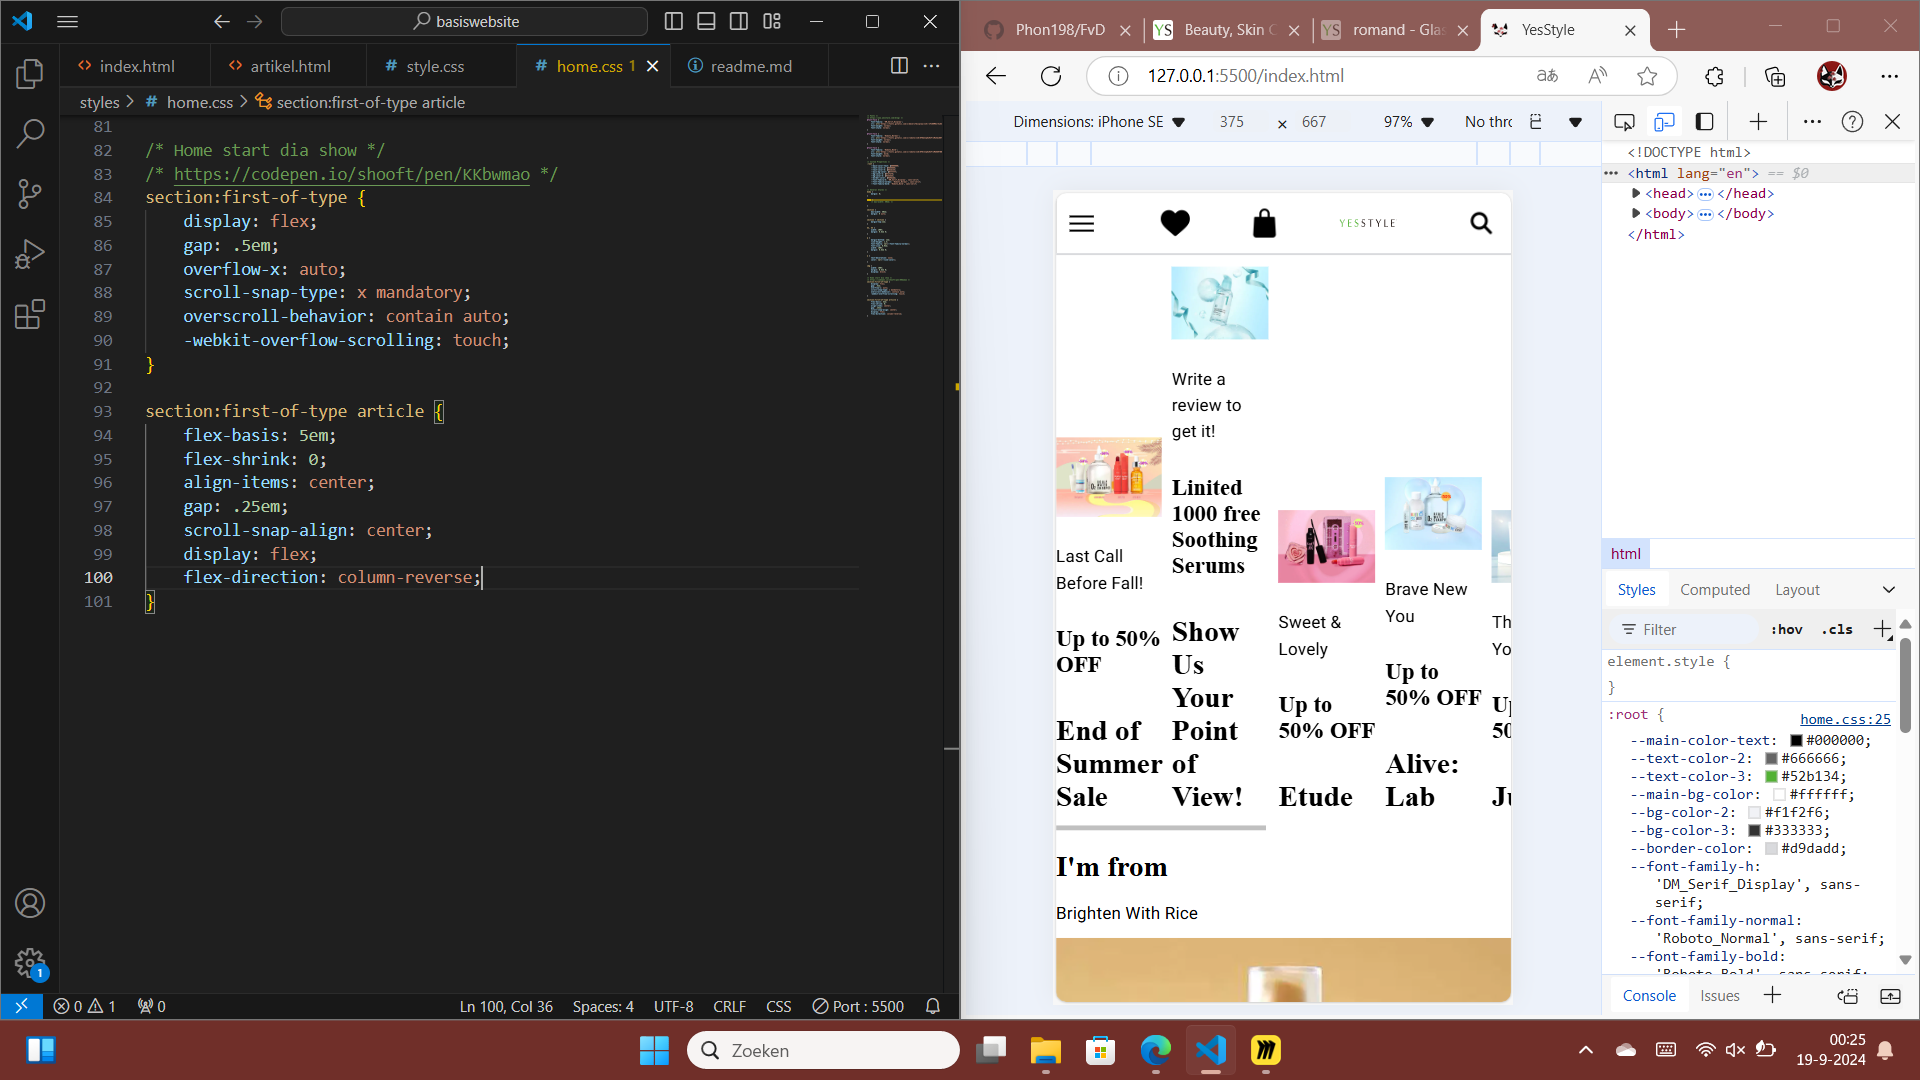 basiswebsite
index.html
artikel.html
# style.css
# home.css 1
readme.md
styles > # home.css > section:first-of-type article
81
82 /* Home start dia show */
83 /* https://codepen.io/shooft/pen/KKbwmao */
84 section:first-of-type {
85 display: flex;
86 gap: .5em;
87 overflow-x: auto;
88 scroll-snap-type: x mandatory;
89 overscroll-behavior: contain auto;
90 -webkit-overflow-scrolling: touch;
91 }
92
93 section:first-of-type article {
94 flex-basis: 5em;
95 flex-shrink: 0;
96 align-items: center;
97 gap: .25em;
98 scroll-snap-align: center;
99 display: flex;
100 flex-direction: column-reverse;
101 }
1
0 1 0
Ln 100, Col 36
Spaces: 4
UTF-8
CRLF
CSS
Port : 5500
Phon198/FvD
YS Beauty, Skin C
YS romand - Glas
YesStyle
127.0.0.1:5500/index.html
Dimensions: iPhone SE
375 × 667
97%
No thro
YESSTYLE
Last Call
Before Fall!
Up to 50%
OFF
End of
Summer
Sale
Write a
review to
get it!
Linited
1000 free
Soothing
Serums
Show
Us
Your
Point
of
View!
Sweet &
Lovely
Up to
50% OFF
Etude
Brave New
You
Up to
50% OFF
Alive:
Lab
Th
Yo
Up
50
Ju
I'm from
Brighten With Rice
<!DOCTYPE html>
<html lang="en"> == $0
<head> ··· </head>
<body> ··· </body>
</html>
html
Styles
Computed
Layout
Filter
:hov
.cls
element.style {
}
:root {
home.css:25
--main-color-text: #000000;
--text-color-2: #666666;
--text-color-3: #52b134;
--main-bg-color: #ffffff;
--bg-color-2: #f1f2f6;
--bg-color-3: #333333;
--border-color: #d9dadd;
--font-family-h:
'DM_Serif_Display', sans-
serif;
--font-family-normal:
'Roboto_Normal', sans-serif;
--font-family-bold:
'Roboto_Bold', sans-serif;
Console
Issues
Zoeken
00:25
19-9-2024